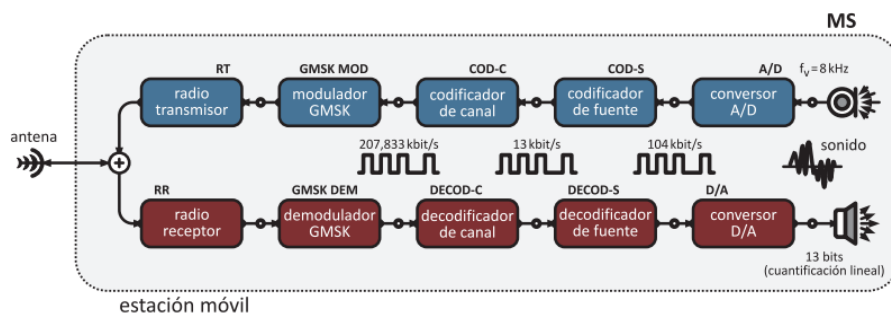 MS
RT
GMSK MOD
COD-C
COD-S
A/D
fv = 8 kHz
radio
transmisor
modulador
GMSK
codificador
de canal
codificador
de fuente
conversor
A/D
antena
207,833 kbit/s
13 kbit/s
104 kbit/s
sonido
RR
GMSK DEM
DECOD-C
DECOD-S
D/A
radio
receptor
demodulador
GMSK
decodificador
de canal
decodificador
de fuente
conversor
D/A
13 bits
(cuantificación lineal)
estación móvil